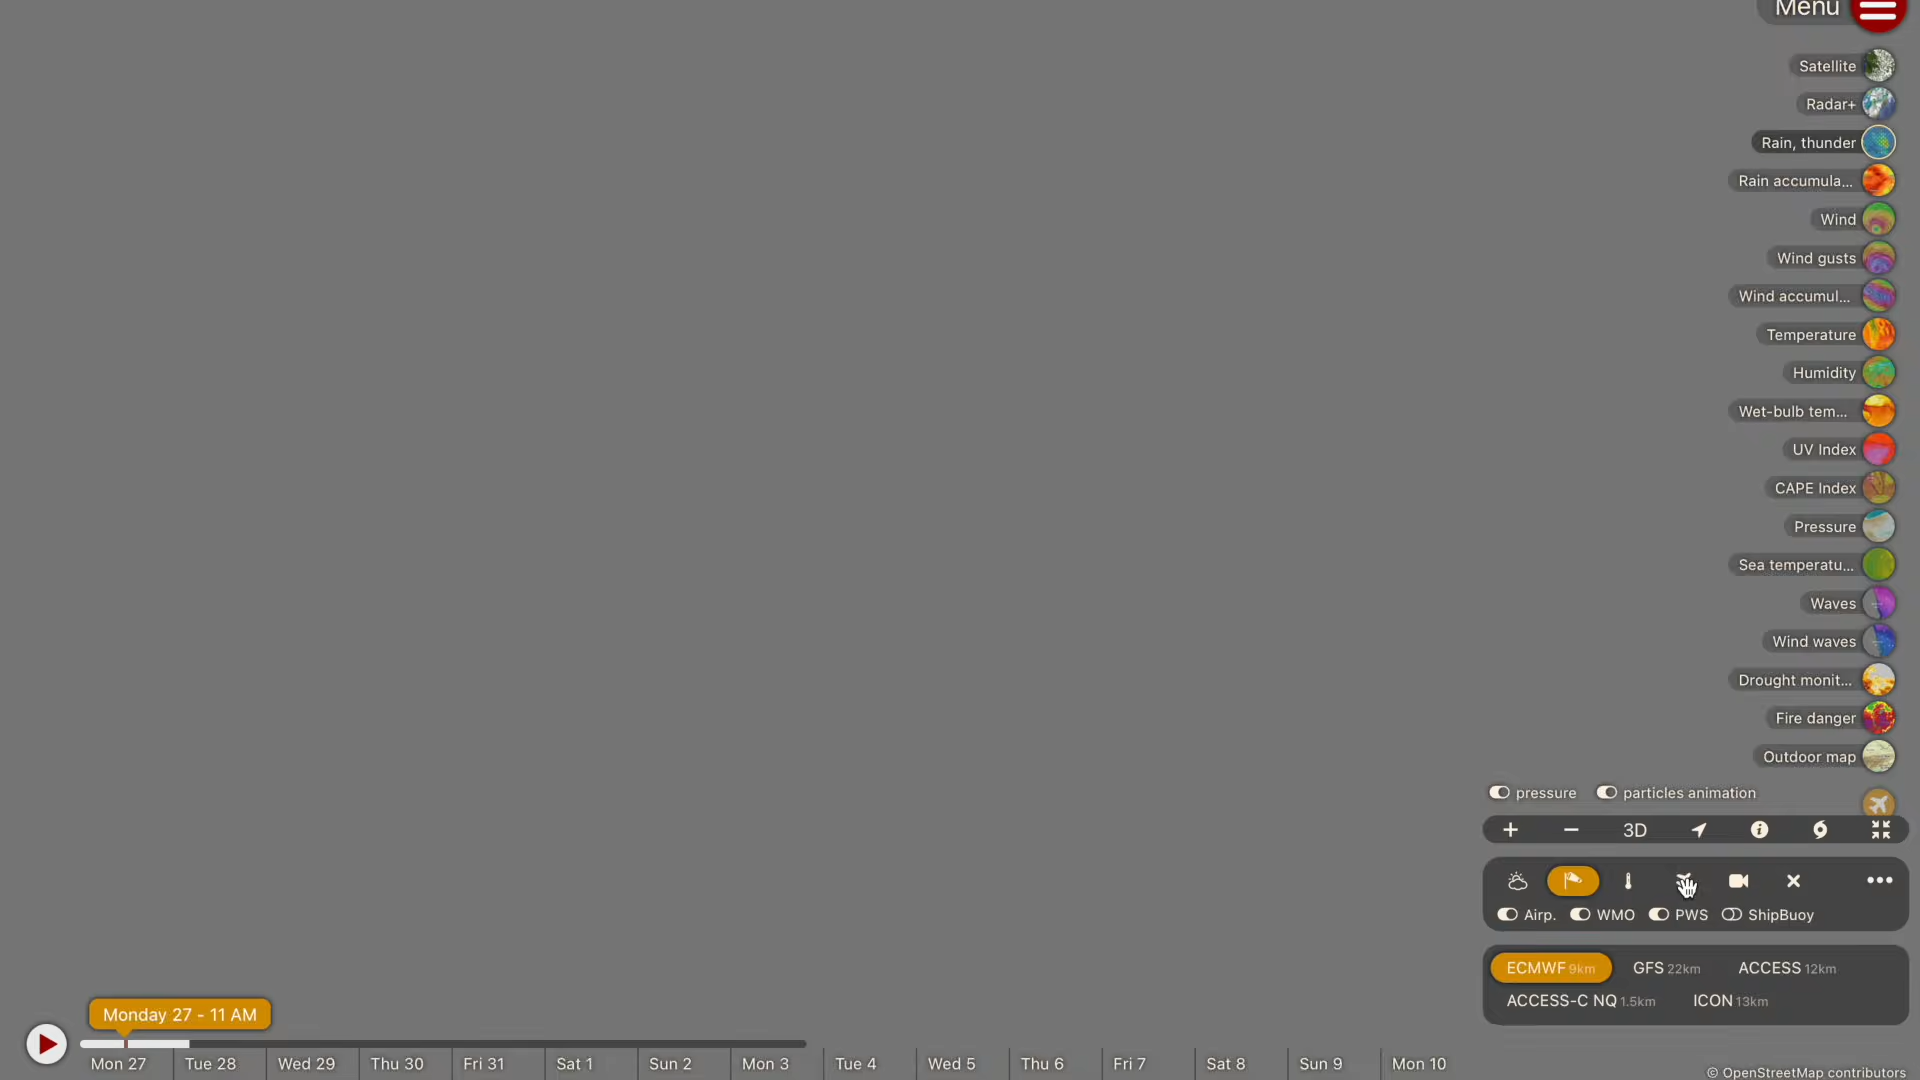 Menu
Satellite
Radar+
Rain, thunder
Rain accumula...
Wind
Wind gusts
Wind accumul...
Temperature
Humidity
Wet-bulb tem...
UV Index
CAPE Index
Pressure
Sea temperatu...
Waves
Wind waves
Drought monit...
Fire danger
Outdoor map
pressure particles animation
+ − 3D
Airp. WMO PWS ShipBuoy
ECMWF 9km GFS 22km ACCESS 12km
ACCESS-C NQ 1.5km ICON 13km
Monday 27 - 11 AM
Mon 27 Tue 28 Wed 29 Thu 30 Fri 31 Sat 1 Sun 2 Mon 3 Tue 4 Wed 5 Thu 6 Fri 7 Sat 8 Sun 9 Mon 10
© OpenStreetMap contributors